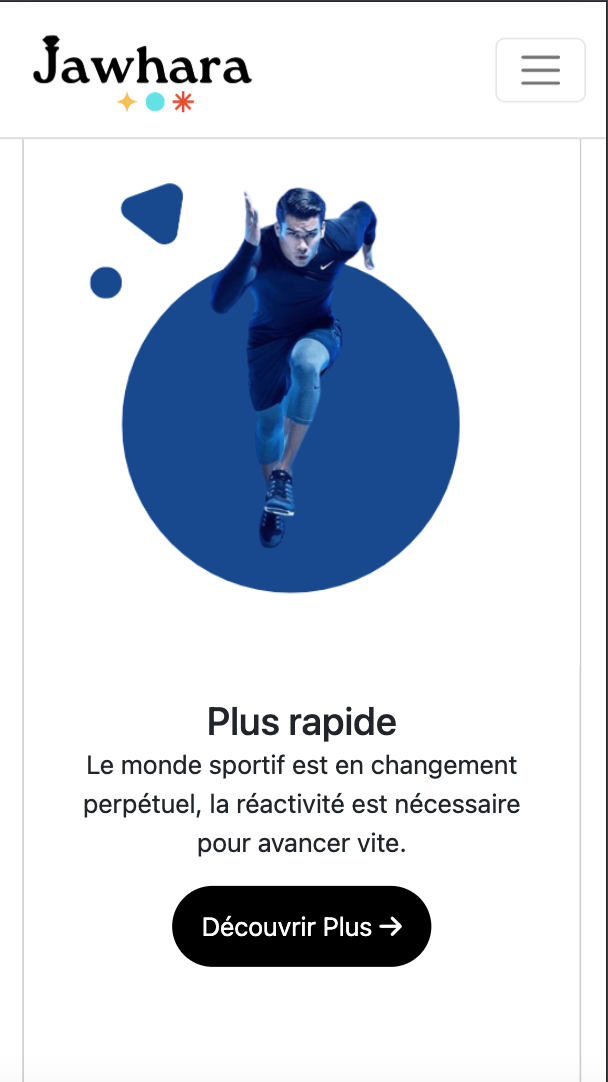 Jawhara
Plus rapide
Le monde sportif est en changement
perpétuel, la réactivité est nécessaire
pour avancer vite.
Découvrir Plus →